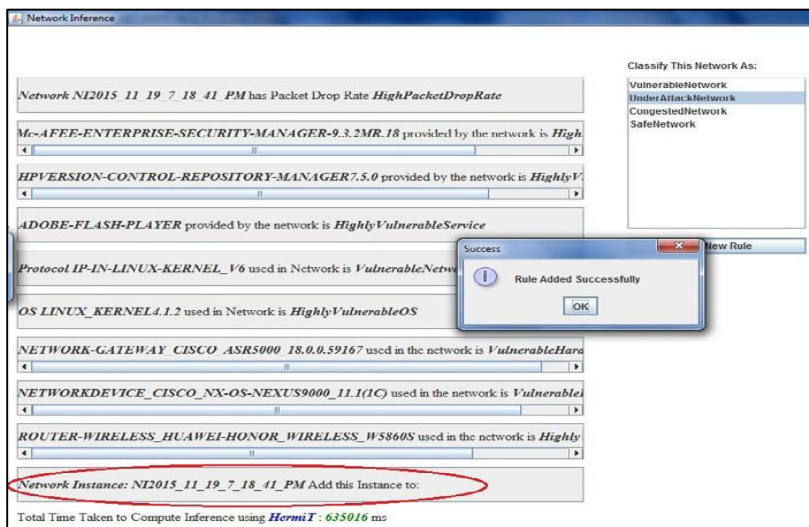 Network Inference
Classify This Network As:
Network NI2015_11_19_7_18_41_PM has Packet Drop Rate HighPacketDropRate
VulnerableNetwork
UnderAttackNetwork
CongestedNetwork
SafeNetwork
Mc-AFEE-ENTERPRISE-SECURITY-MANAGER-9.3.2MR.18 provided by the network is High
HPVERSION-CONTROL-REPOSITORY-MANAGER7.5.0 provided by the network is Highly
ADOBE-FLASH-PLAYER provided by the network is HighlyVulnerableService
New Rule
Success
Rule Added Successfully
OK
Protocol IP-IN-LINUX-KERNEL_V6 used in Network is VulnerableNetwo
OS LINUX_KERNEL4.1.2 used in Network is HighlyVulnerableOS
NETWORK-GATEWAY_CISCO_ASR5000_18.0.0.59167 used in the network is VulnerableHard
NETWORKDEVICE_CISCO_NX-OS-NEXUS9000_11.1(1C) used in the network is Vulnerable
ROUTER-WIRELESS_HUAWEI-HONOR_WIRELESS_W5860S used in the network is Highly
Network Instance: NI2015_11_19_7_18_41_PM Add this Instance to:
Total Time Taken to Compute Inference using HermiT : 635016 ms